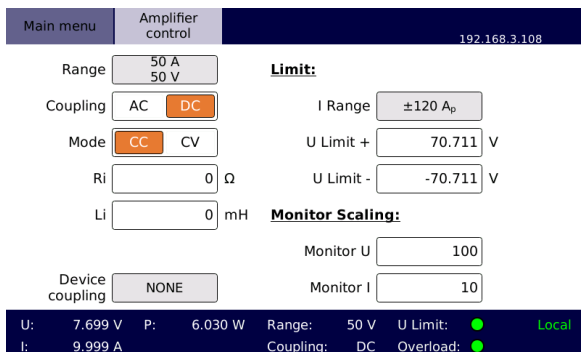 Main menu
Amplifier
control
192.168.3.108
Range
50 A
50 V
Limit:
Coupling
AC
DC
I Range
±120 Aₚ
Mode
CC
CV
U Limit +
70.711
V
Ri
0
Ω
U Limit -
-70.711
V
Li
0
mH
Monitor Scaling:
Monitor U
100
Device
coupling
NONE
Monitor I
10
U: 7.699 V P: 6.030 W Range: 50 V U Limit: Local
I: 9.999 A Coupling: DC Overload: